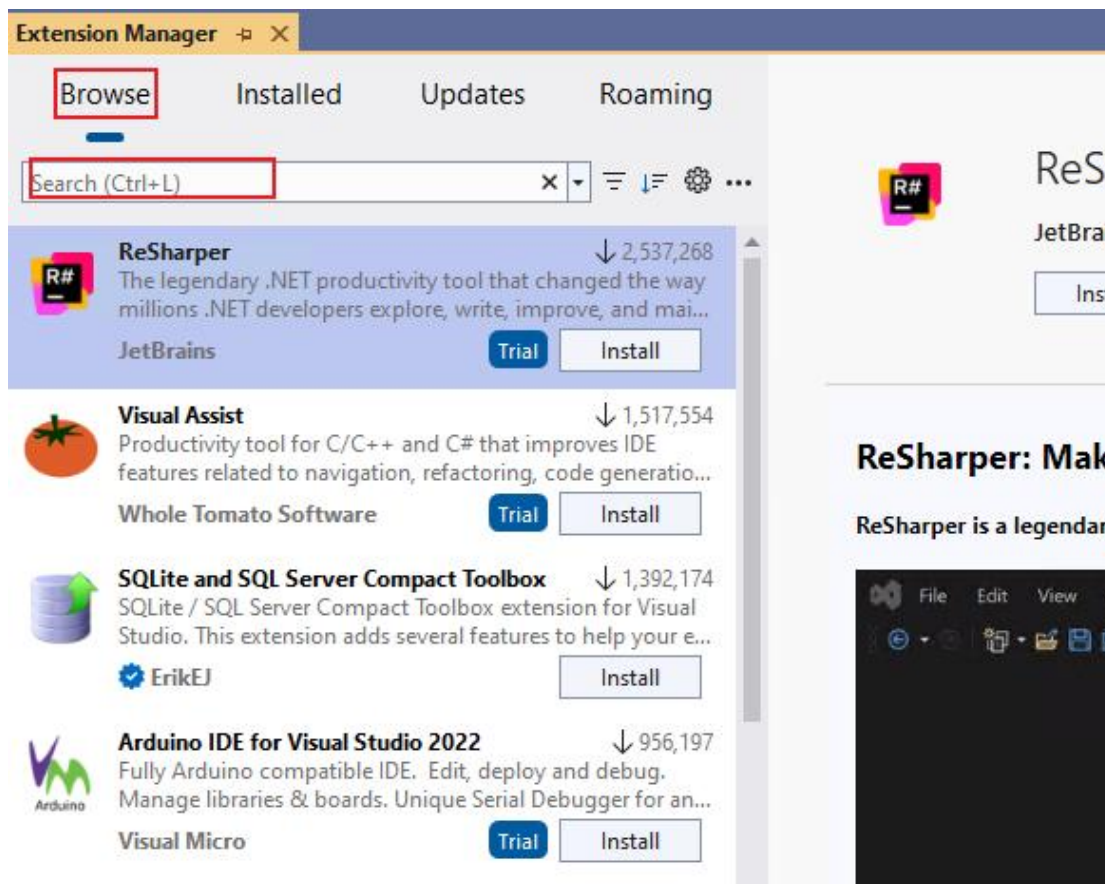 Extension Manager
Browse Installed Updates Roaming
Search (Ctrl+L)
R#
ReSharper 2,537,268
The legendary .NET productivity tool that changed the way
millions .NET developers explore, write, improve, and mai...
JetBrains Trial Install
Visual Assist 1,517,554
Productivity tool for C/C++ and C# that improves IDE
features related to navigation, refactoring, code generatio...
Whole Tomato Software Trial Install
SQLite and SQL Server Compact Toolbox 1,392,174
SQLite / SQL Server Compact Toolbox extension for Visual
Studio. This extension adds several features to help your e...
ErikEJ Install
Arduino IDE for Visual Studio 2022 956,197
Fully Arduino compatible IDE. Edit, deploy and debug.
Manage libraries & boards. Unique Serial Debugger for an...
Arduino
Visual Micro Trial Install
R#
ReS
JetBra
Ins
ReSharper: Mak
ReSharper is a legendar
File Edit View